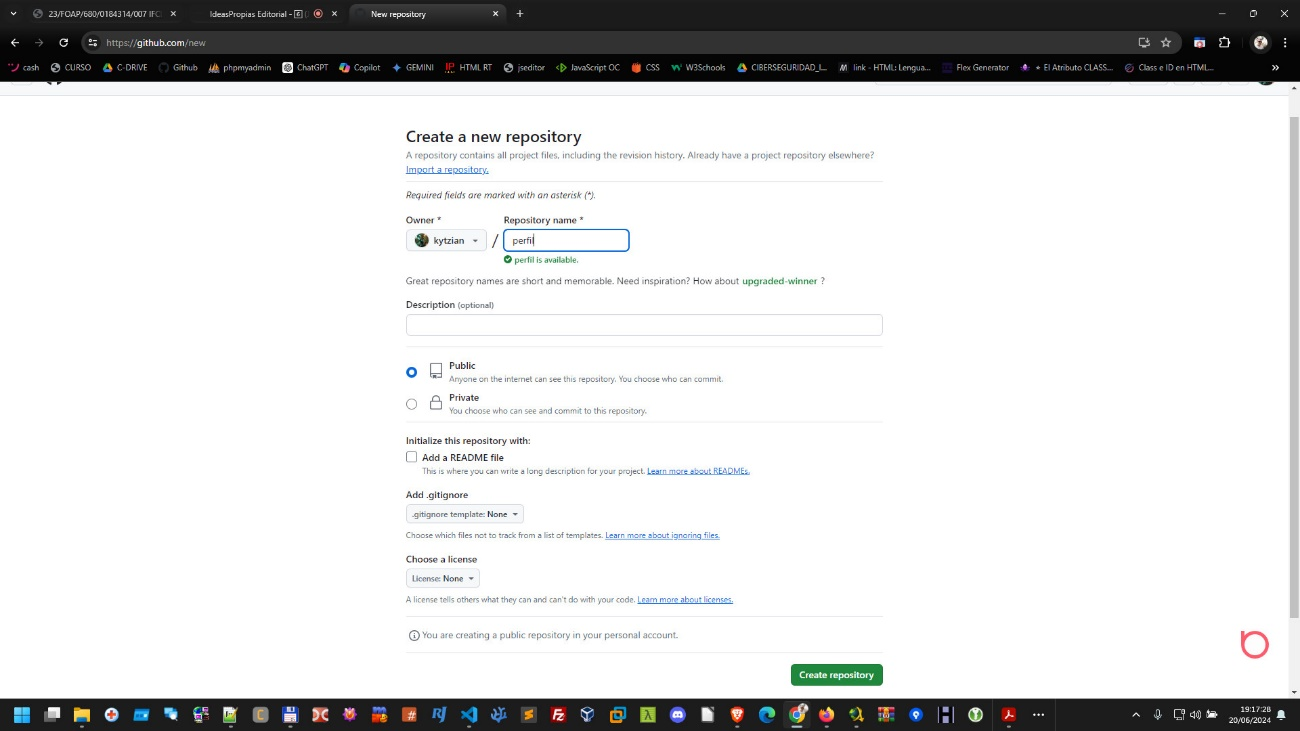 23/FOAP/680/0184314/007 IFC
IdeasPropias Editorial -
New repository
https://github.com/new
cash
CURSO
C-DRIVE
Github
phpmyadmin
ChatGPT
Copilot
GEMINI
HTML RT
jseditor
JavaScript OC
CSS
W3Schools
CIBERSEGURIDAD_I...
link - HTML: Lengua...
Flex Generator
El Atributo CLASS...
Class e ID en HTML...
Create a new repository
A repository contains all project files, including the revision history. Already have a project repository elsewhere?
Import a repository.
Required fields are marked with an asterisk (*).
Owner *
Repository name *
kytzian
/
perfil
perfil is available.
Great repository names are short and memorable. Need inspiration? How about upgraded-winner ?
Description (optional)
Public
Anyone on the internet can see this repository. You choose who can commit.
Private
You choose who can see and commit to this repository.
Initialize this repository with:
Add a README file
This is where you can write a long description for your project. Learn more about READMEs.
Add .gitignore
.gitignore template: None
Choose which files not to track from a list of templates. Learn more about ignoring files.
Choose a license
License: None
A license tells others what they can and can't do with your code. Learn more about licenses.
You are creating a public repository in your personal account.
Create repository
19:17:28
20/06/2024